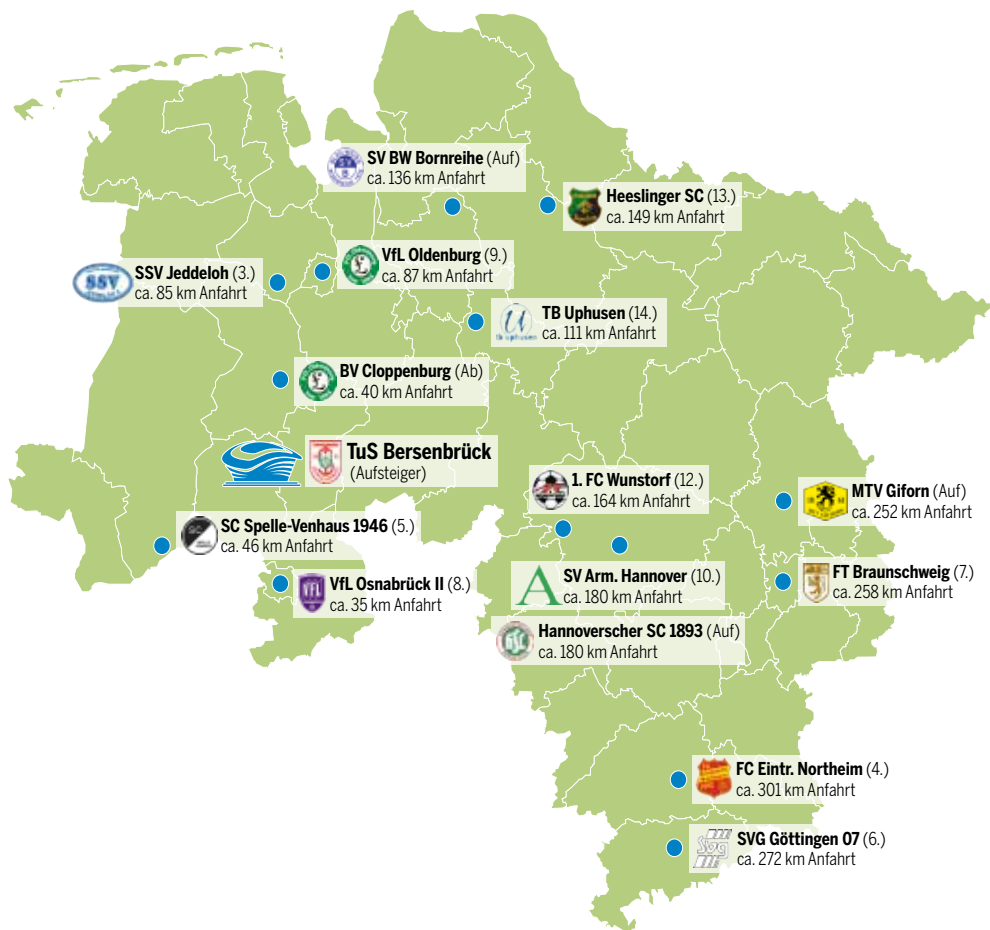 SV BW Bornreihe (Auf)
ca. 136 km Anfahrt
Heeslinger SC (13.)
ca. 149 km Anfahrt
VfL Oldenburg (9.)
ca. 87 km Anfahrt
SSV
SSV Jeddeloh (3.)
ca. 85 km Anfahrt
tb uphusen
TB Uphusen (14.)
ca. 111 km Anfahrt
BV Cloppenburg (Ab)
ca. 40 km Anfahrt
TuS Bersenbrück
(Aufsteiger)
1. FC Wunstorf (12.)
ca. 164 km Anfahrt
MTV Giforn (Auf)
ca. 252 km Anfahrt
SC Spelle-Venhaus 1946 (5.)
ca. 46 km Anfahrt
A
SV Arm. Hannover (10.)
ca. 180 km Anfahrt
FT Braunschweig (7.)
ca. 258 km Anfahrt
VFL
VfL Osnabrück II (8.)
ca. 35 km Anfahrt
HSC
Hannoverscher SC 1893 (Auf)
ca. 180 km Anfahrt
FC Eintr. Northeim (4.)
ca. 301 km Anfahrt
Svg
SVG Göttingen 07 (6.)
ca. 272 km Anfahrt